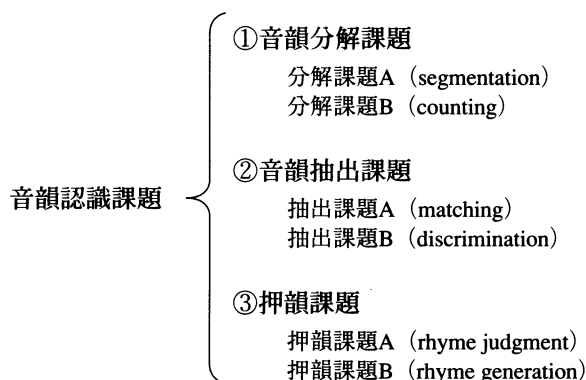 ①音韻分解課題
分解課題A（segmentation）
分解課題B（counting）
②音韻抽出課題
音韻認識課題
抽出課題A（matching）
抽出課題B（discrimination）
③押韻課題
押韻課題A（rhyme judgment）
押韻課題B（rhyme generation）